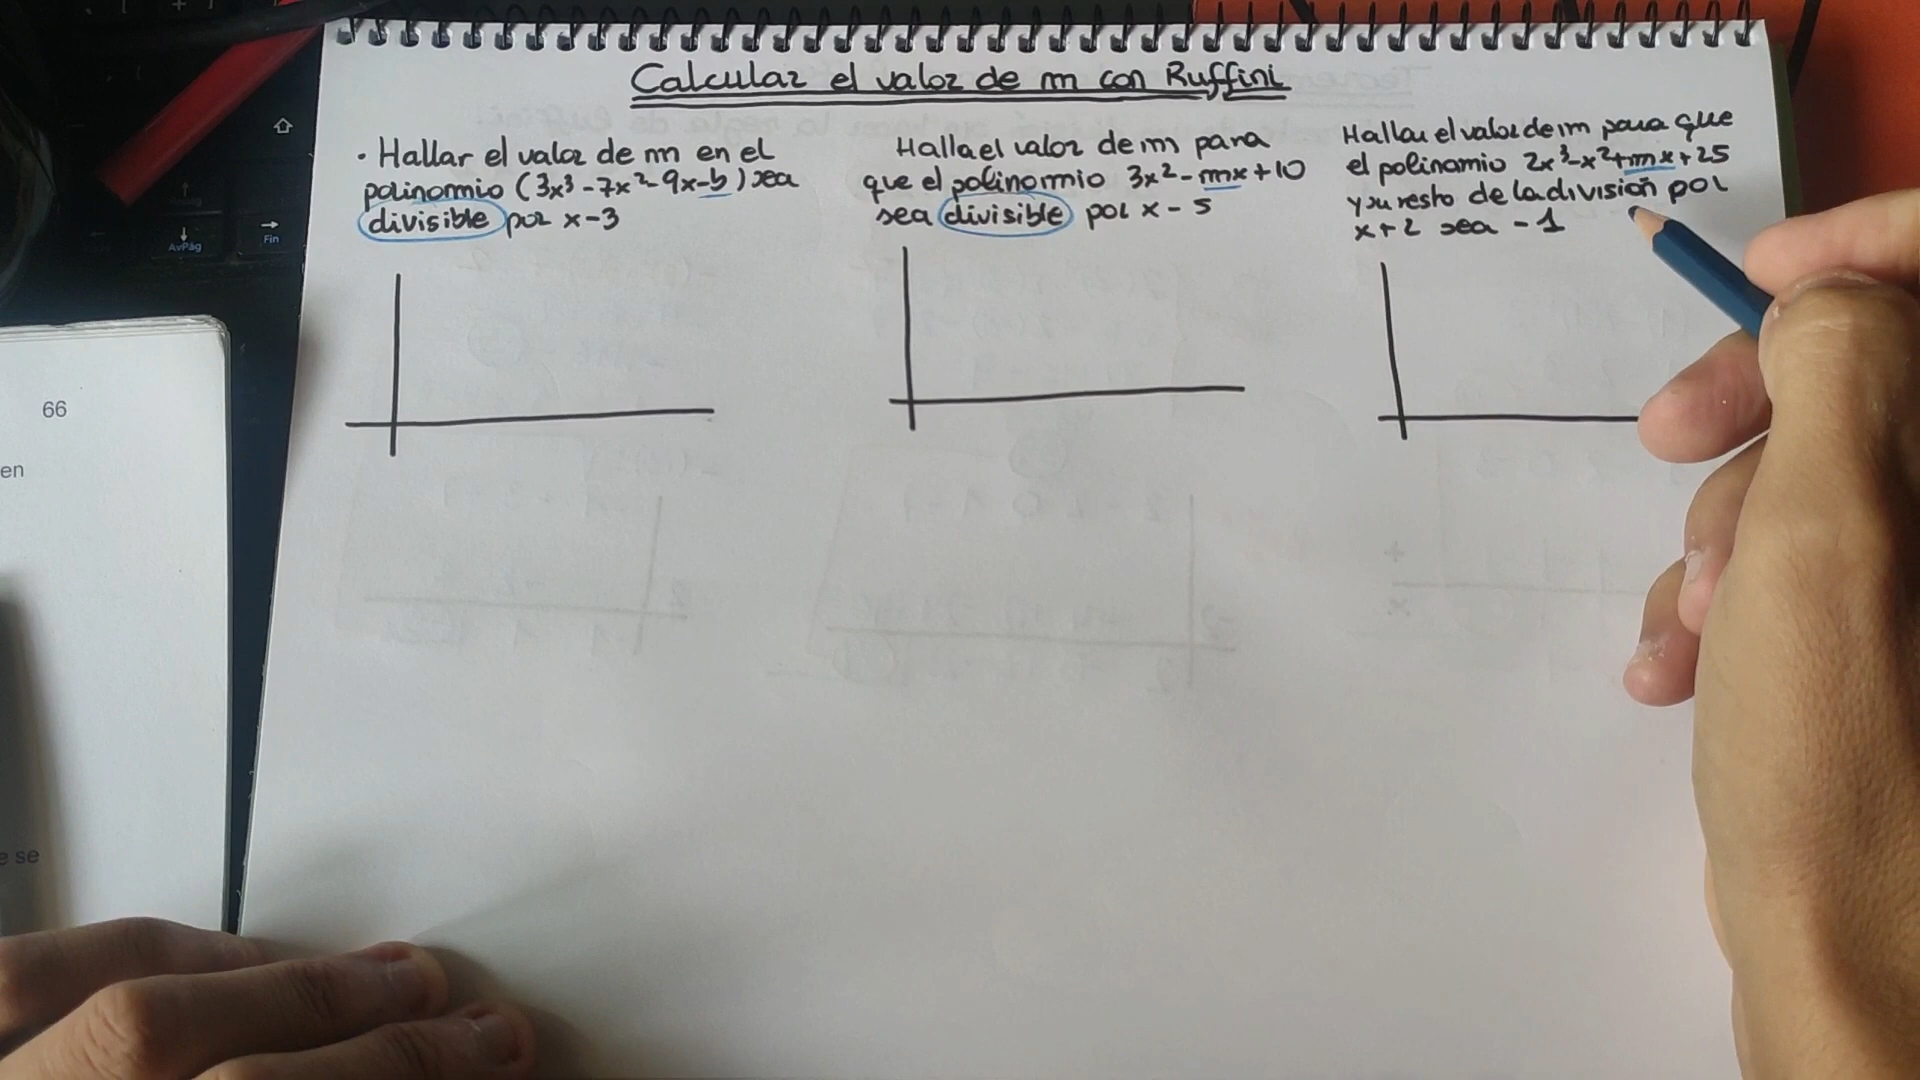 Calcular el valor de m con Ruffini
· Hallar el valor de m en el
polinomio (3x³-7x²-9x-b) sea
divisible por x-3
Halla el valor de m para
que el polinomio 3x²-mx+10
sea divisible por x-5
Hallar el valor de m para que
el polinamio 2x³-x²+mx+25
y su resto de la división por
x+2 sea -1
66
en
e se
AvPág
Fin